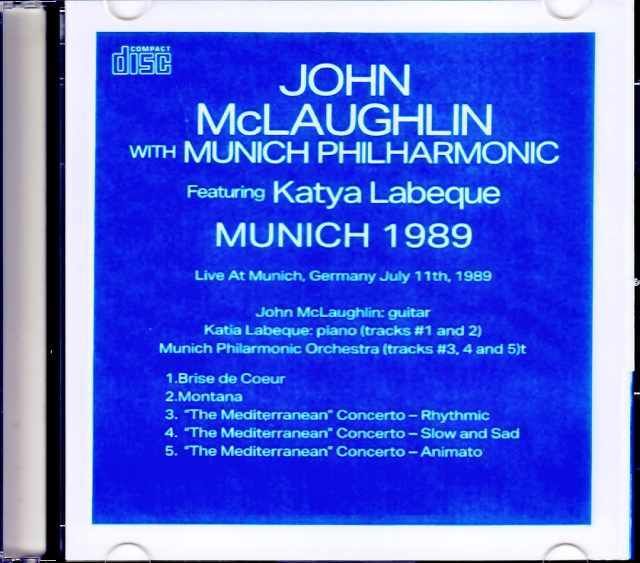 COMPACT
disc
JOHN
McLAUGHLIN
WITH MUNICH PHILHARMONIC
Featuring Katya Labeque
MUNICH 1989
Live At Munich, Germany July 11th, 1989
John McLaughlin: guitar
Katia Labeque: piano (tracks #1 and 2)
Munich Philarmonic Orchestra (tracks #3, 4 and 5)t
1.Brise de Coeur
2.Montana
3. “The Mediterranean” Concerto – Rhythmic
4. “The Mediterranean” Concerto – Slow and Sad
5. “The Mediterranean” Concerto – Animato